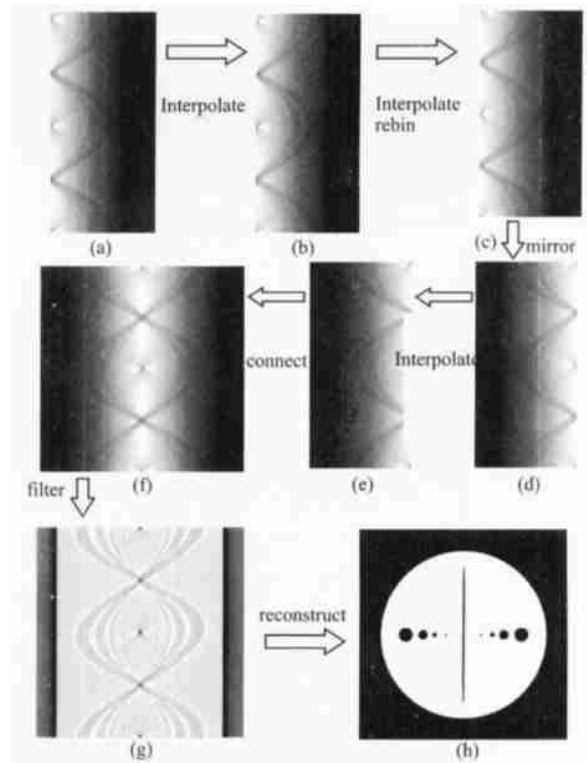 Interpolate
Interpolate
rebin
(a)
(b)
(c)
mirror
connect
Interpolate
(f)
(e)
(d)
filter
reconstruct
(g)
(h)